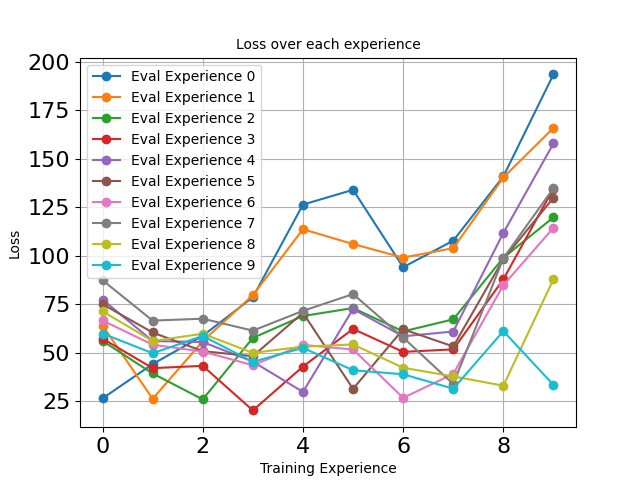 Loss over each experience
200
175
150
125
100
75
50
25
Loss
Eval Experience 0
Eval Experience 1
Eval Experience 2
Eval Experience 3
Eval Experience 4
Eval Experience 5
Eval Experience 6
Eval Experience 7
Eval Experience 8
Eval Experience 9
0 2 4 6 8
Training Experience